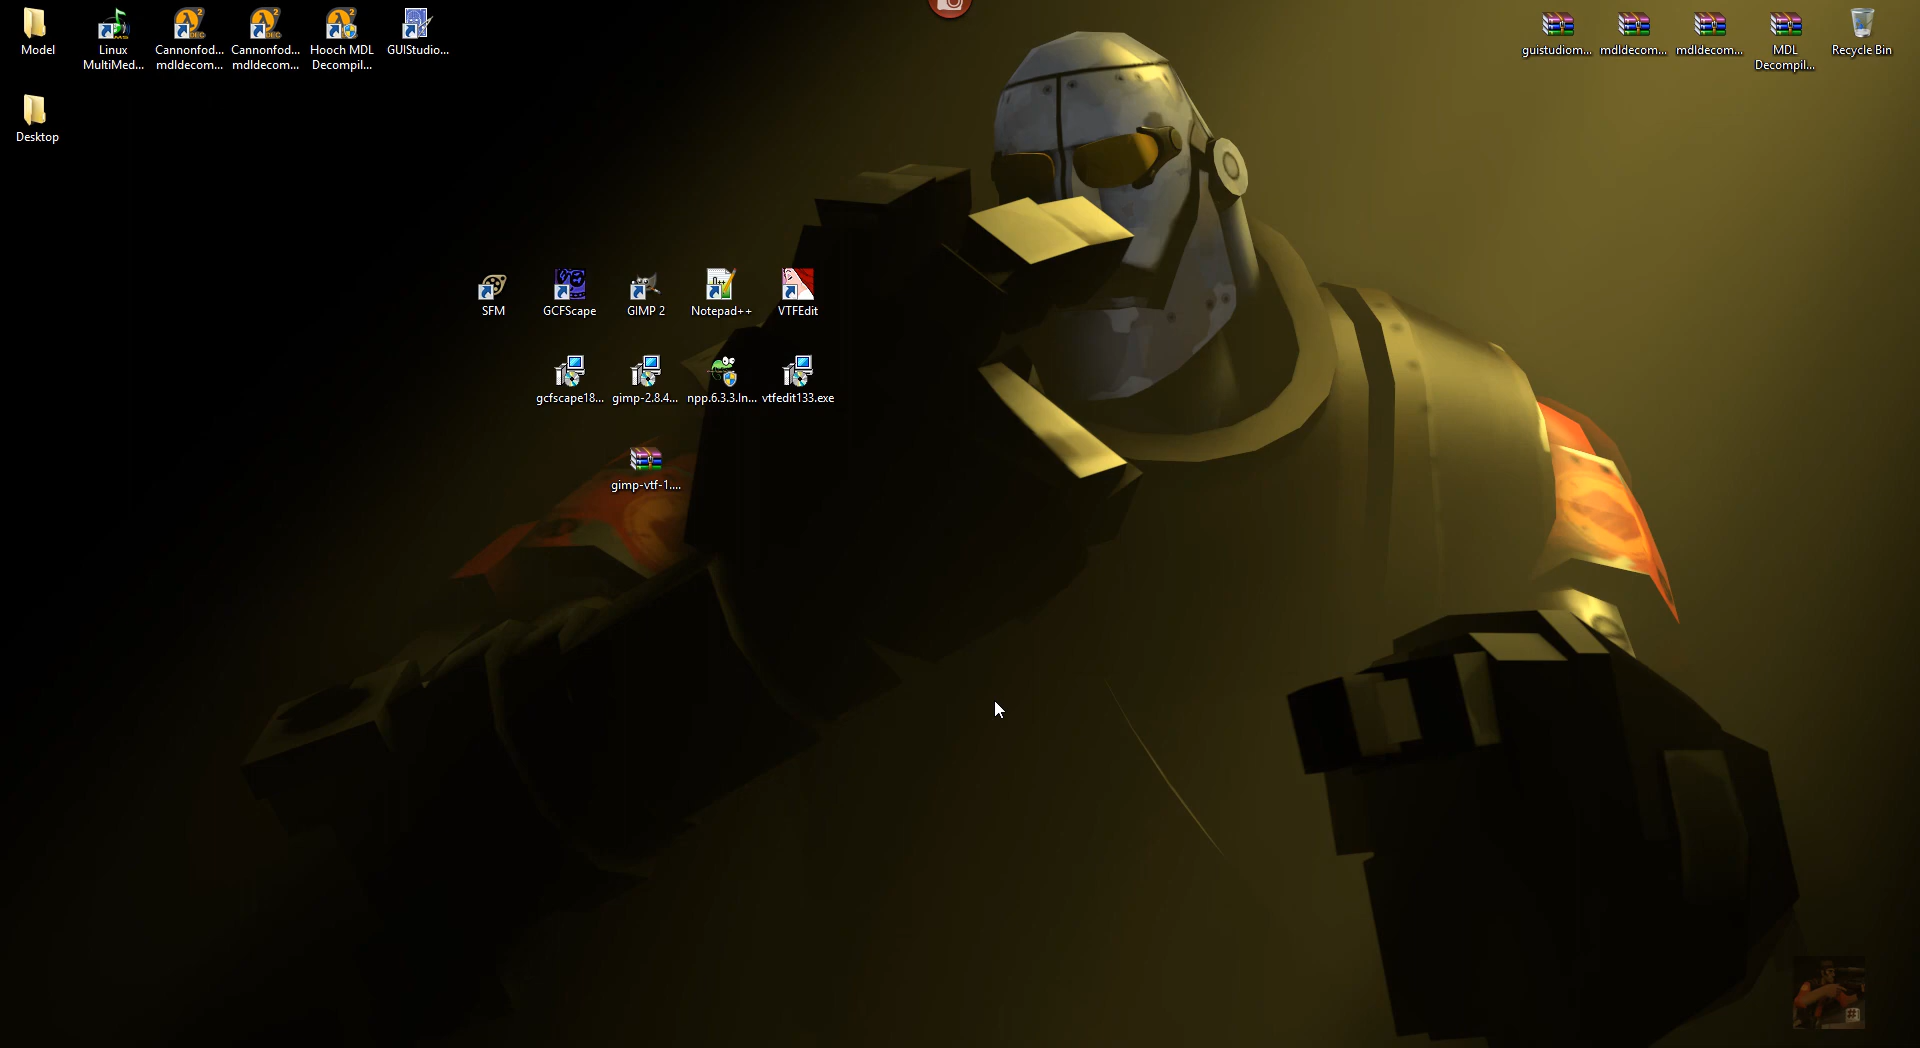 Model
Linux
MultiMed...
Cannonfod...
mdldecom...
Cannonfod...
mdldecom...
Hooch MDL
Decompil...
GUIStudio...
guistudiom...
mdldecom...
mdldecom...
MDL
Decompil...
Recycle Bin
Desktop
SFM
GCFScape
GIMP 2
Notepad++
VTFEdit
gcfscape18...
gimp-2.8.4...
npp.6.3.3.In...
vtfedit133.exe
gimp-vtf-1....